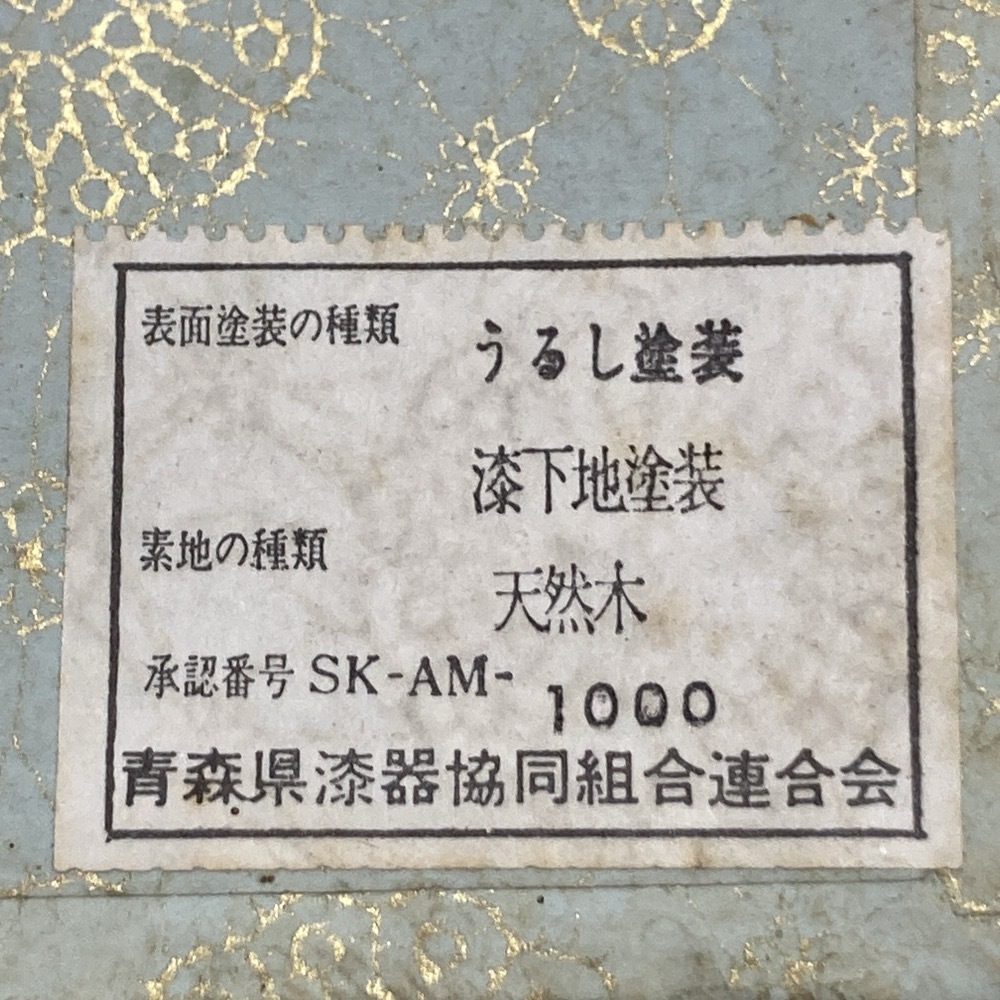 表面塗装の種類 うるし塗装
漆下地塗装
素地の種類
天然木
承認番号 SK-AM-1000
青森県漆器協同組合連合会